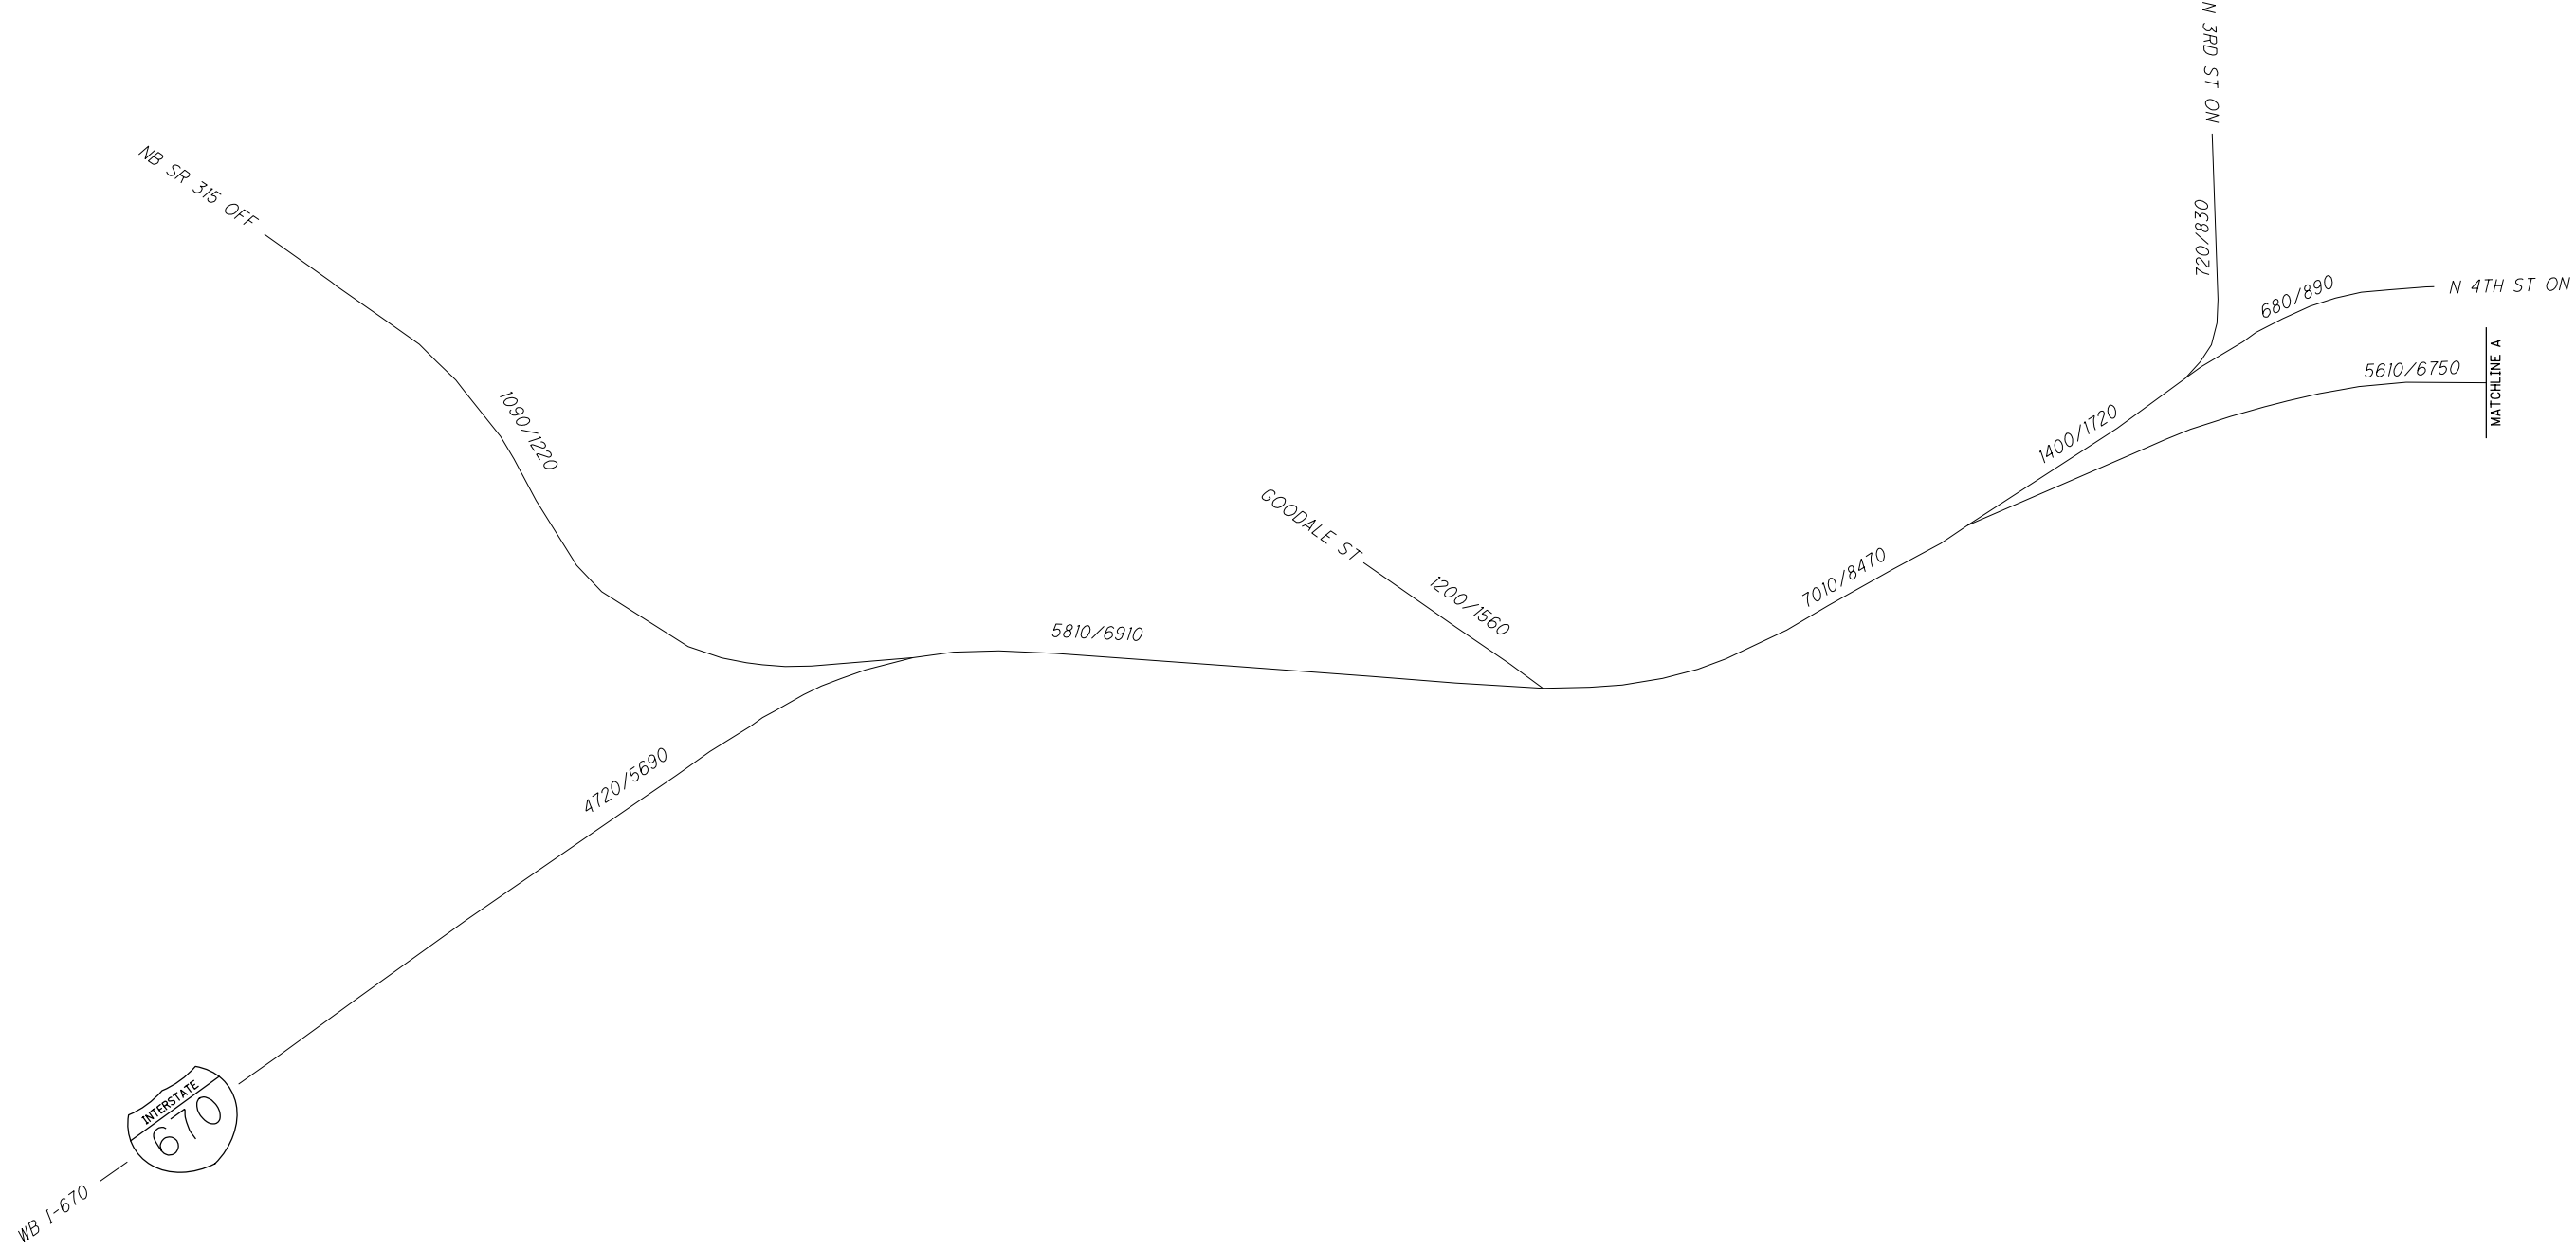 N 3RD ST ON
NB SR 315 OFF
720/830
680/890
N 4TH ST ON
5610/6750
MATCHLINE A
1090/1220
1400/1720
GOODALE ST
1200/1560
7010/8470
5810/6910
4720/5690
INTERSTATE
670
WB I-670